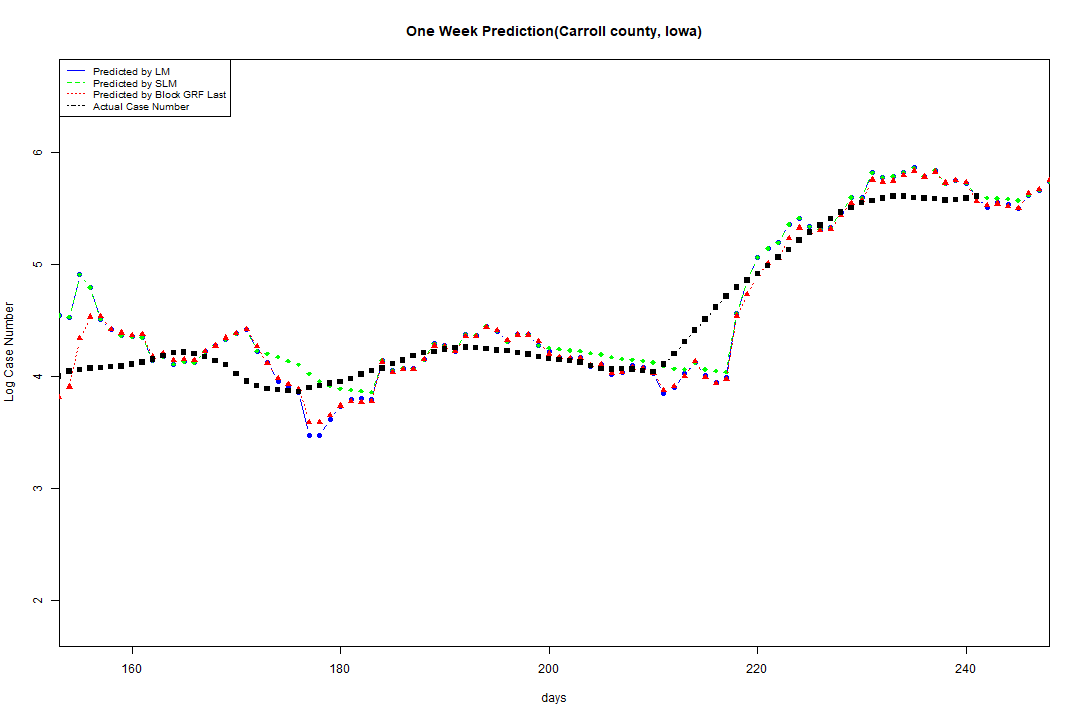 One Week Prediction(Carroll county, Iowa)
Predicted by LM
Predicted by SLM
Predicted by Block GRF Last
Actual Case Number
6
5
4
3
2
Log Case Number
160
180
200
220
240
days